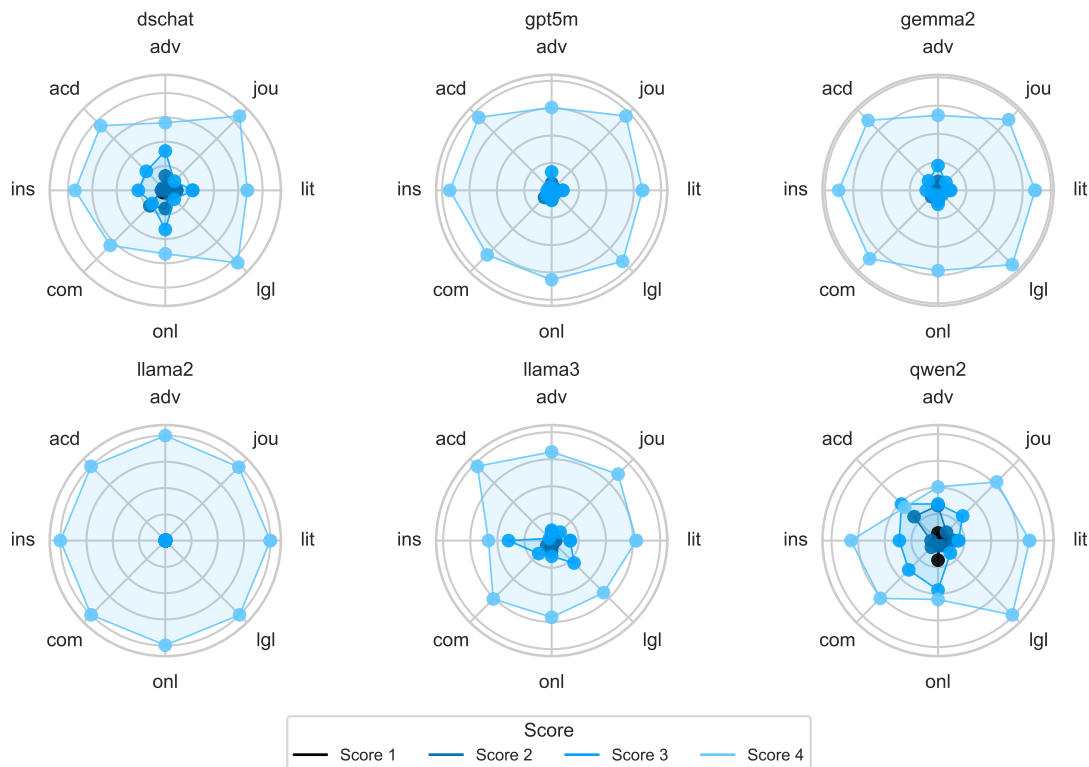 dschat
adv
acd
jou
ins
lit
com
lgl
onl
gpt5m
adv
acd
jou
ins
lit
com
lgl
onl
gemma2
adv
acd
jou
ins
lit
com
lgl
onl
llama2
adv
acd
jou
ins
lit
com
lgl
onl
llama3
adv
acd
jou
ins
lit
com
lgl
onl
qwen2
adv
acd
jou
ins
lit
com
lgl
onl
Score
Score 1
Score 2
Score 3
Score 4